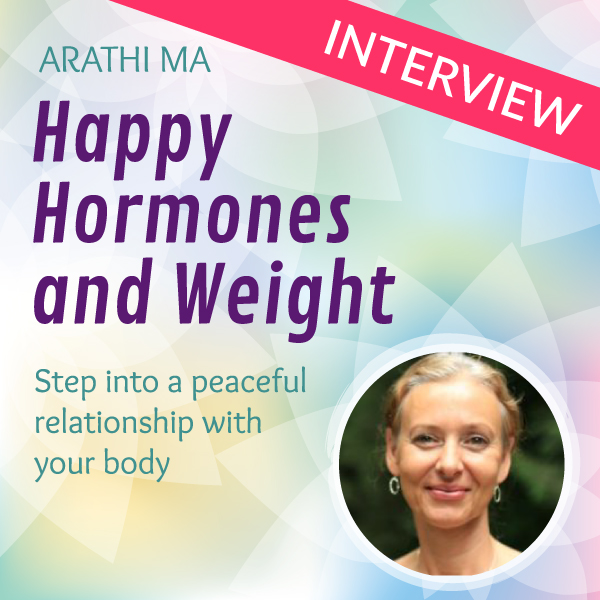 INTERVIEW
ARATHI MA
Happy
Hormones
and Weight
Step into a peaceful
relationship with
your body